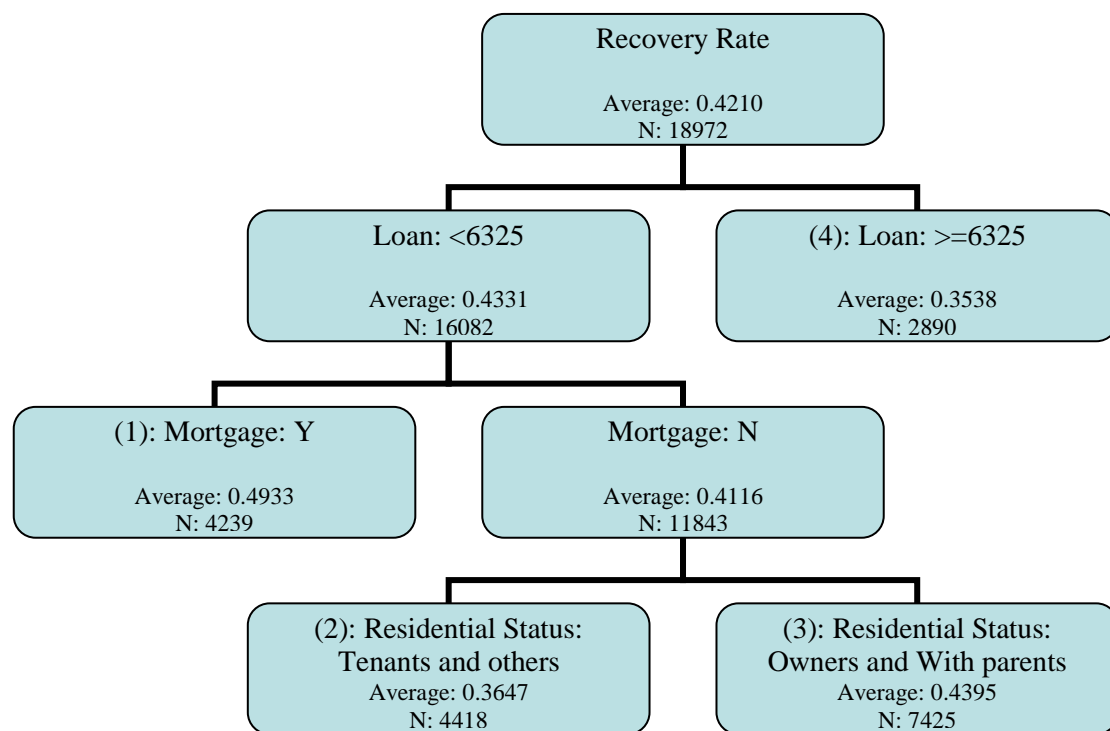 Recovery Rate
Average: 0.4210
N: 18972
Loan: <6325
Average: 0.4331
N: 16082
(4): Loan: >=6325
Average: 0.3538
N: 2890
(1): Mortgage: Y
Average: 0.4933
N: 4239
Mortgage: N
Average: 0.4116
N: 11843
(2): Residential Status:
Tenants and others
Average: 0.3647
N: 4418
(3): Residential Status:
Owners and With parents
Average: 0.4395
N: 7425